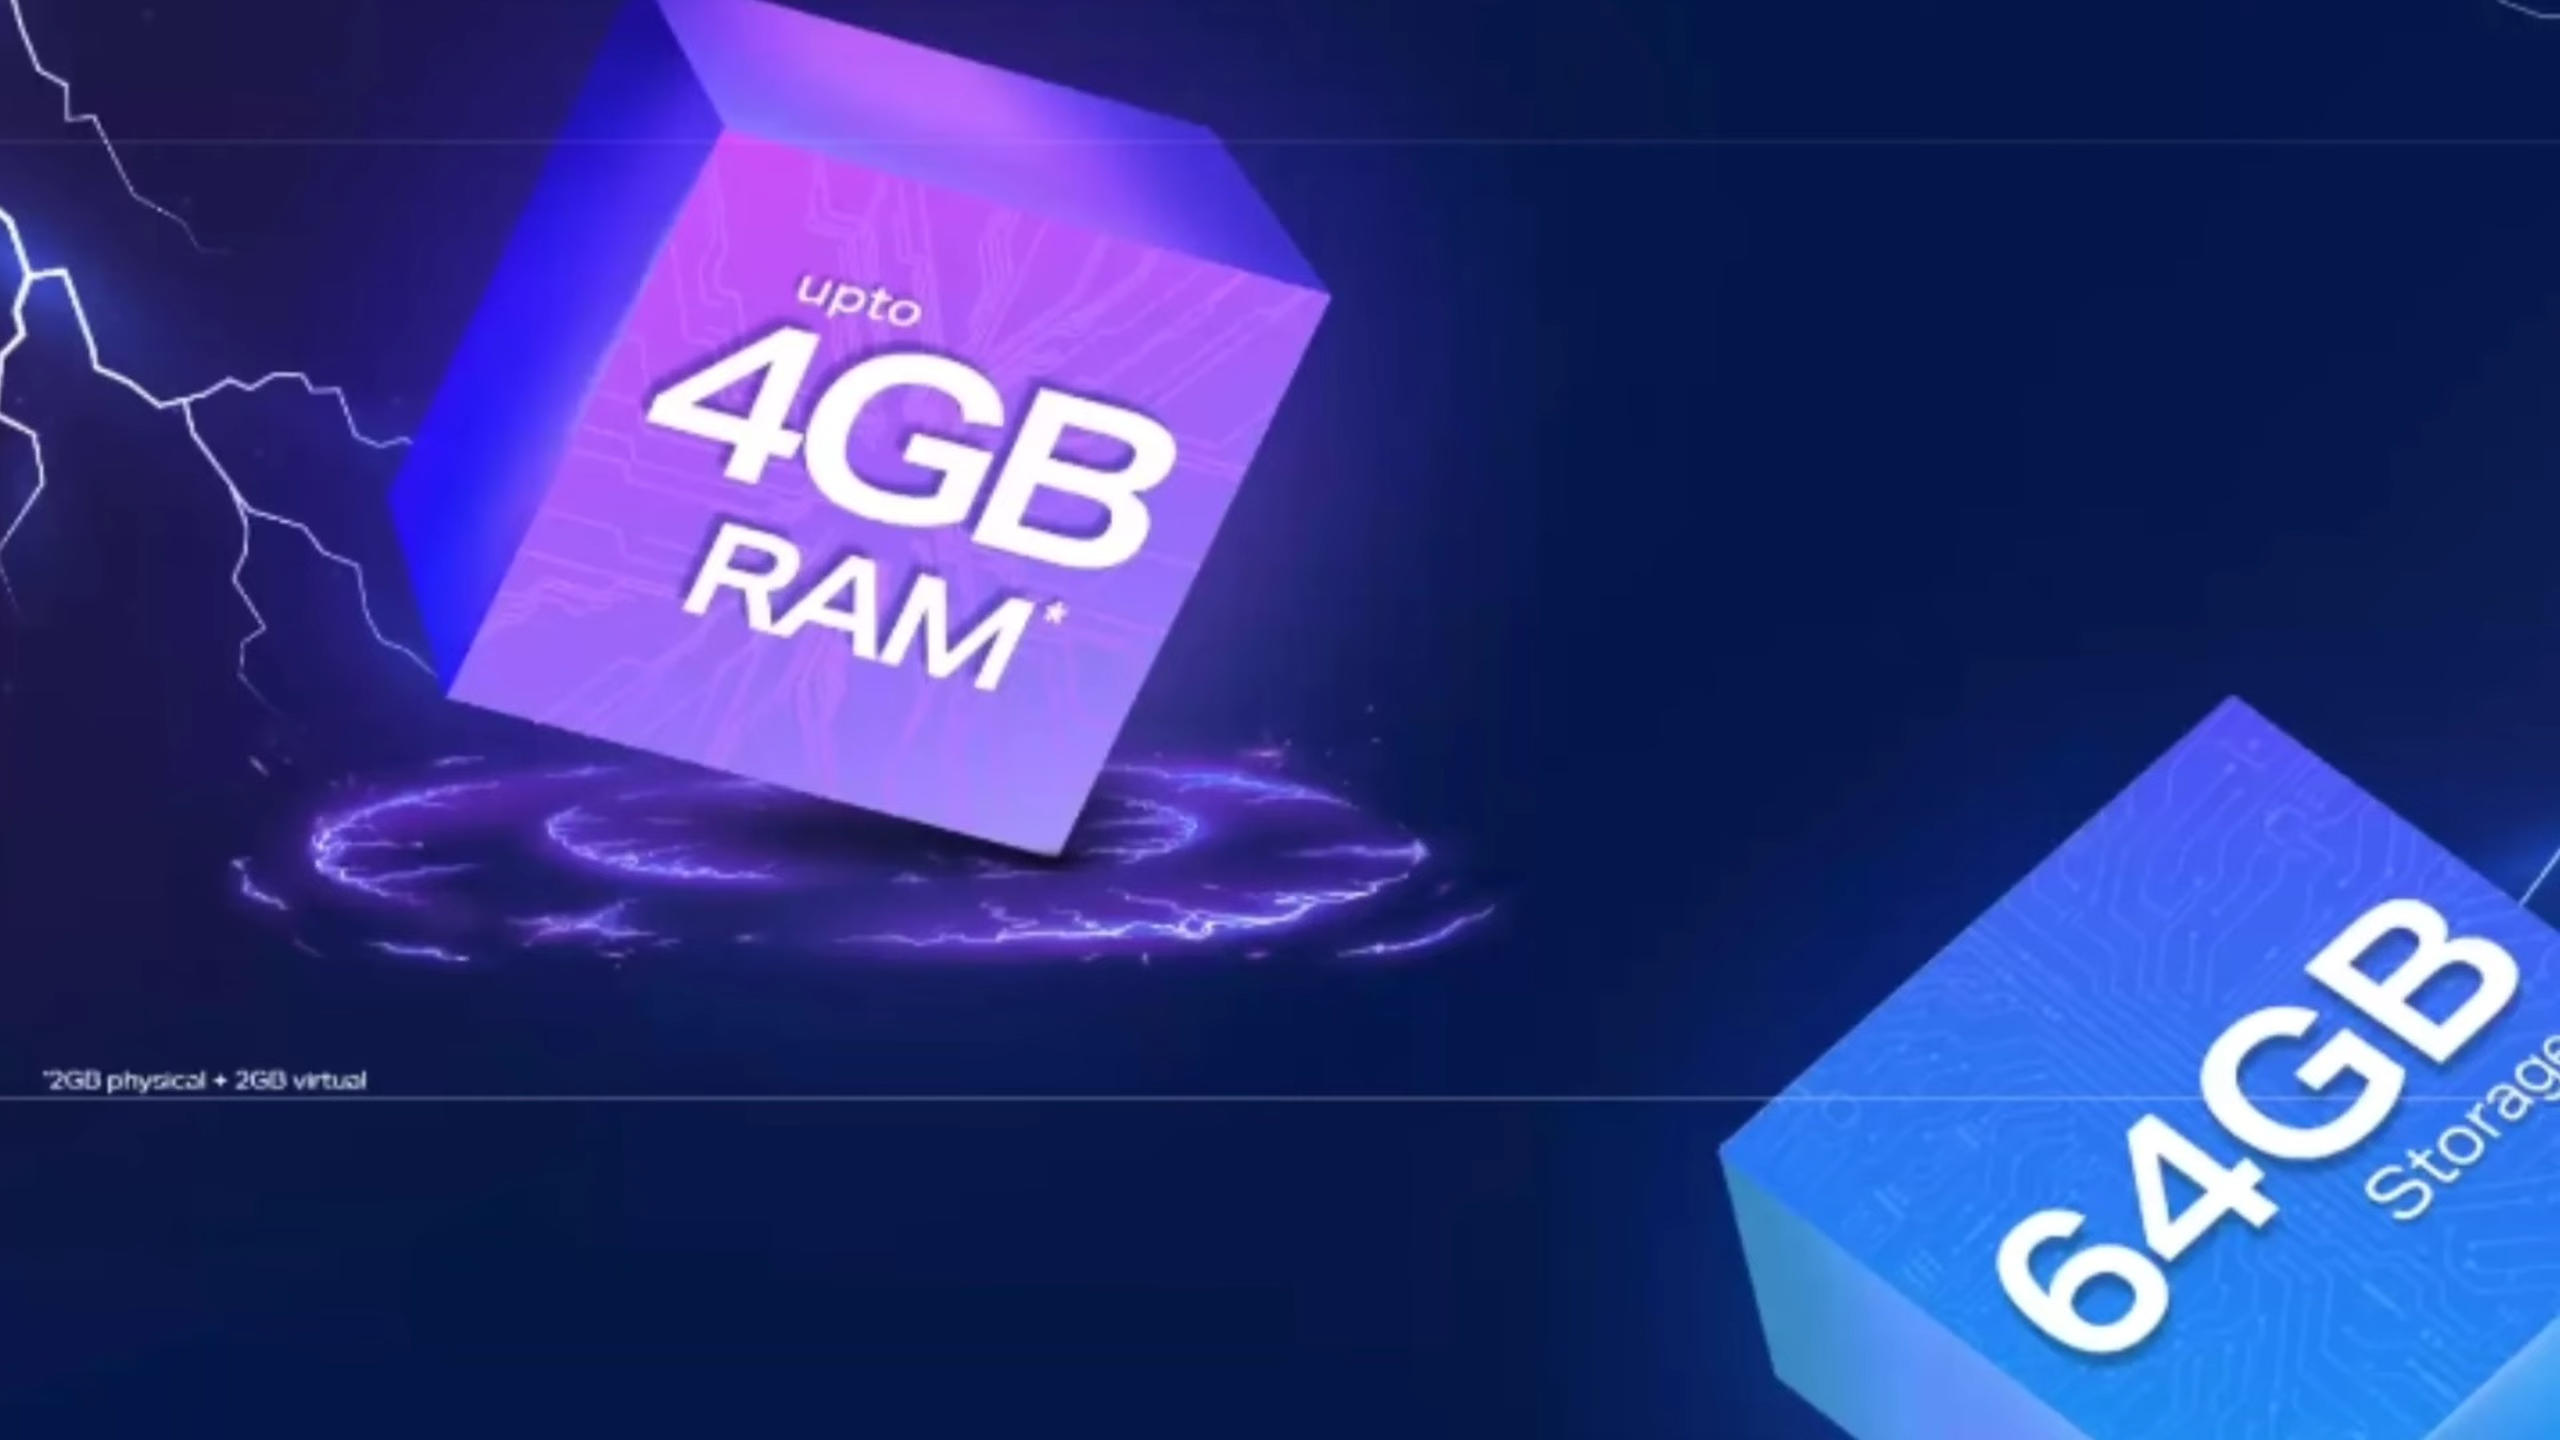 upto
4GB
RAM*
*2GB physical + 2GB virtual
64GB
Storage